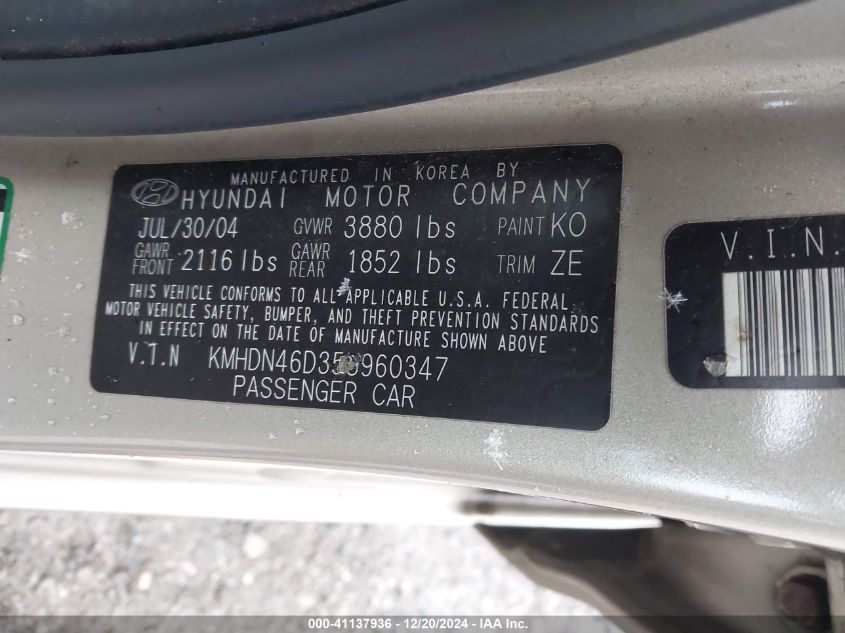 MANUFACTURED IN KOREA BY
HYUNDAI MOTOR COMPANY
JUL/30/04 GVWR 3880 lbs PAINT KO
GAWR FRONT 2116 lbs GAWR REAR 1852 lbs TRIM ZE
THIS VEHICLE CONFORMS TO ALL APPLICABLE U.S.A. FEDERAL
MOTOR VEHICLE SAFETY, BUMPER, AND THEFT PREVENTION STANDARDS
IN EFFECT ON THE DATE OF MANUFACTURE SHOWN ABOVE
V.I.N
PASSENGER CAR
V.I.N.
000-41137936 - 12/20/2024 - IAAI.com